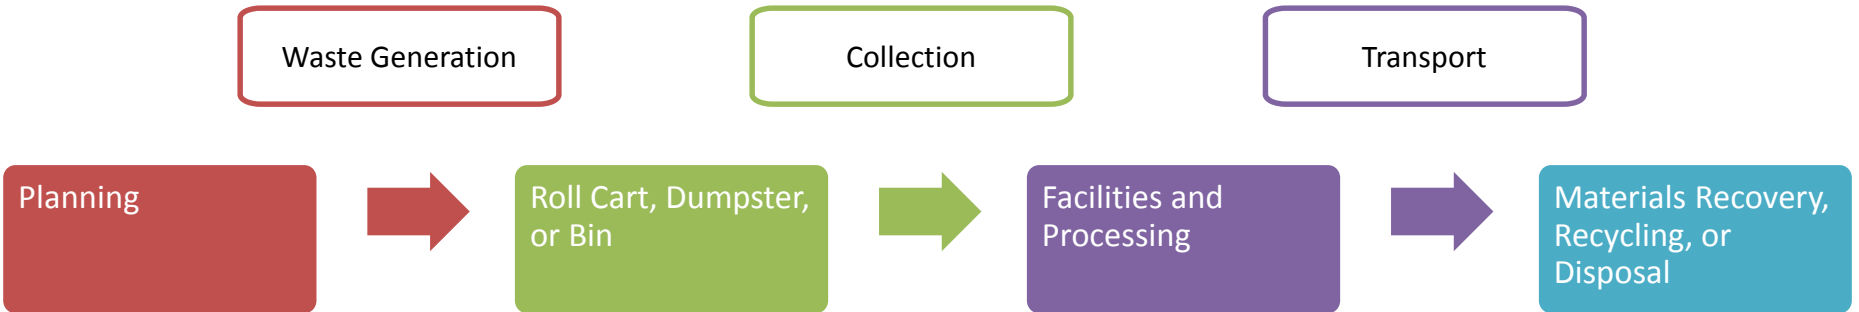 Waste Generation
Collection
Transport
Planning
Roll Cart, Dumpster,
or Bin
Facilities and
Processing
Materials Recovery,
Recycling, or
Disposal